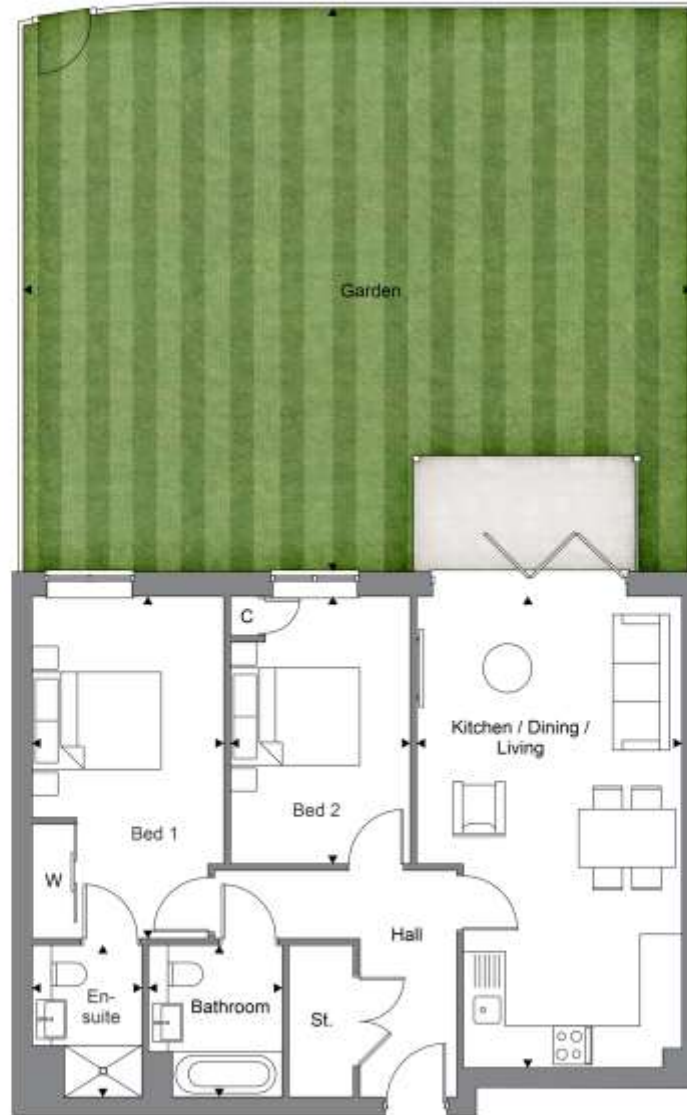 Garden
C
Kitchen / Dining /
Living
Bed 2
Bed 1
W
Hall
En-
suite
Bathroom
St.